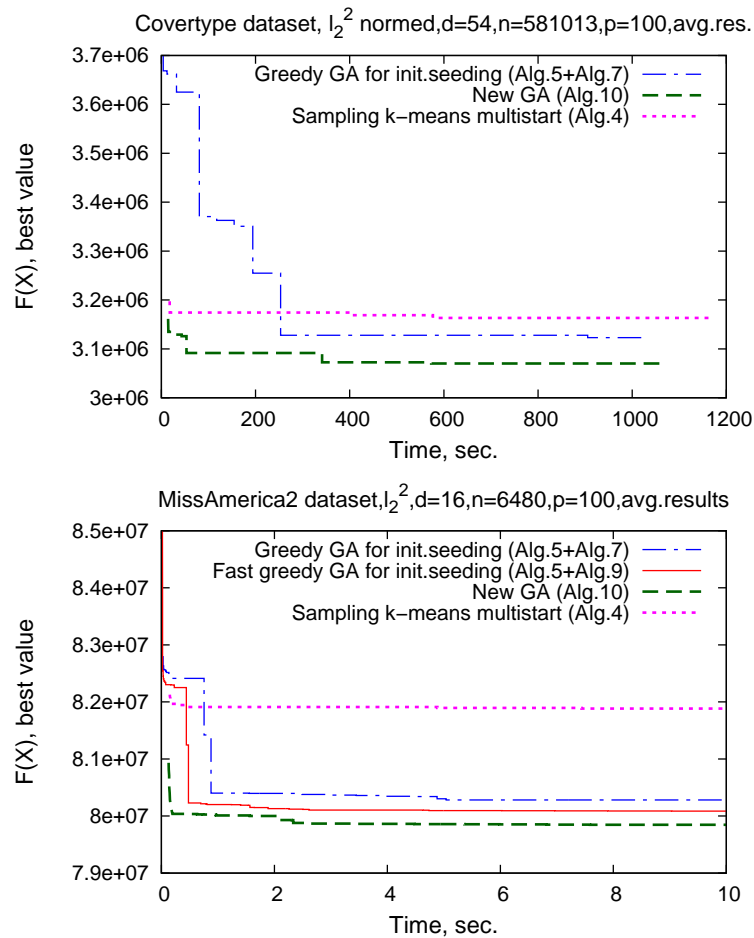 Covertype dataset, l₂² normed,d=54,n=581013,p=100,avg.res.
3.7e+06
3.6e+06
3.5e+06
3.4e+06
3.3e+06
3.2e+06
3.1e+06
3e+06
F(X), best value
Greedy GA for init.seeding (Alg.5+Alg.7)
New GA (Alg.10)
Sampling k−means multistart (Alg.4)
0 200 400 600 800 1000 1200
Time, sec.
MissAmerica2 dataset,l₂²,d=16,n=6480,p=100,avg.results
8.5e+07
8.4e+07
8.3e+07
8.2e+07
8.1e+07
8e+07
7.9e+07
F(X), best value
Greedy GA for init.seeding (Alg.5+Alg.7)
Fast greedy GA for init.seeding (Alg.5+Alg.9)
New GA (Alg.10)
Sampling k−means multistart (Alg.4)
0 2 4 6 8 10
Time, sec.